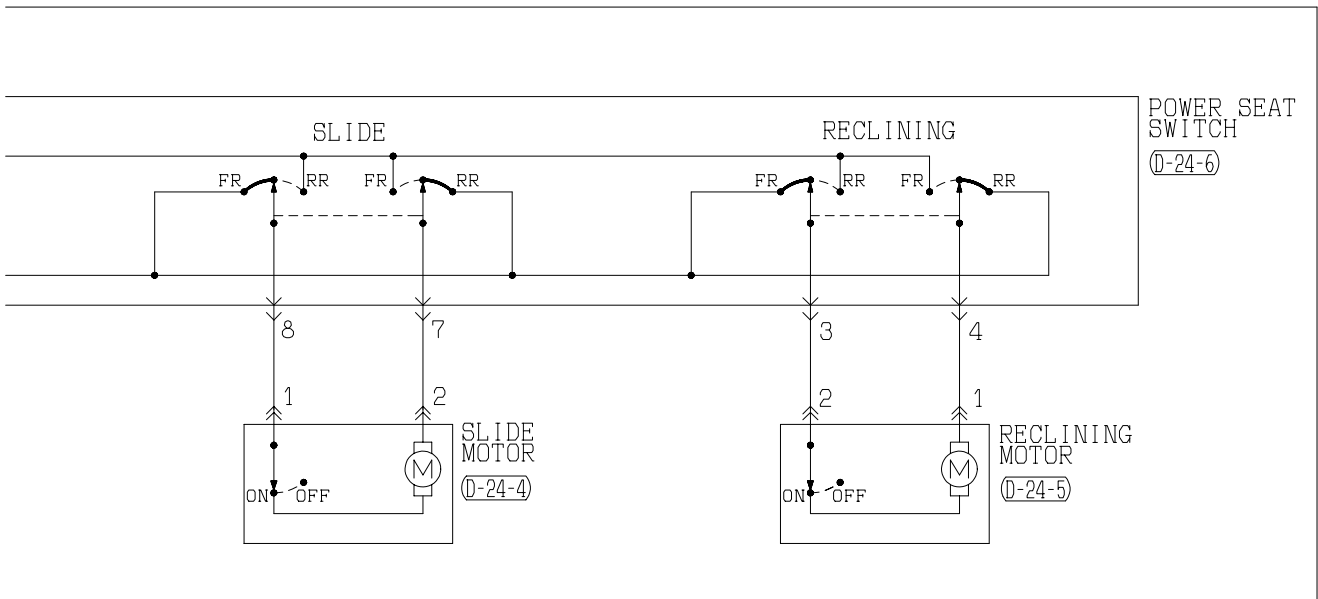 POWER SEAT
SWITCH
(D-24-6)
SLIDE
RECLINING
FR
RR
FR
RR
FR
RR
FR
RR
8
7
3
4
1
2
2
1
SLIDE
MOTOR
(D-24-4)
M
ON
OFF
RECLINING
MOTOR
(D-24-5)
M
ON
OFF